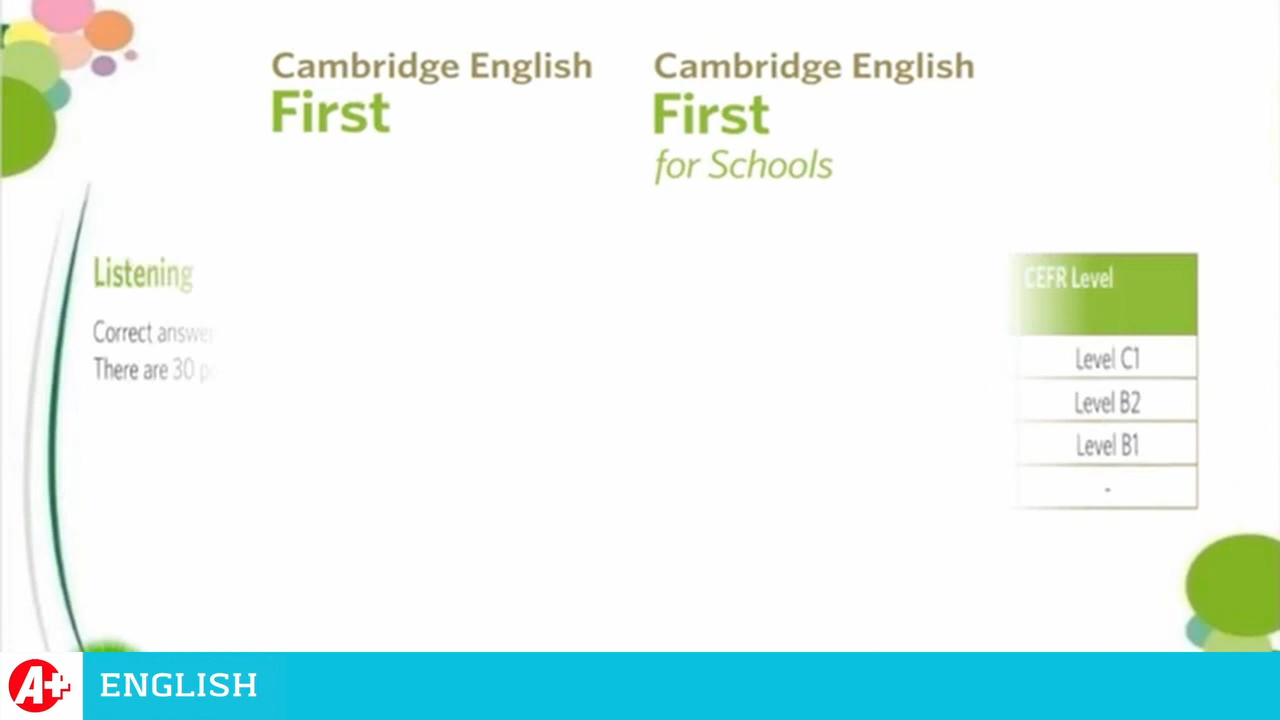 Cambridge English
First
Cambridge English
First
for Schools
Listening
Correct
There are 30
CEFR Level
Level C1
Level B2
Level B1
-
A+
ENGLISH